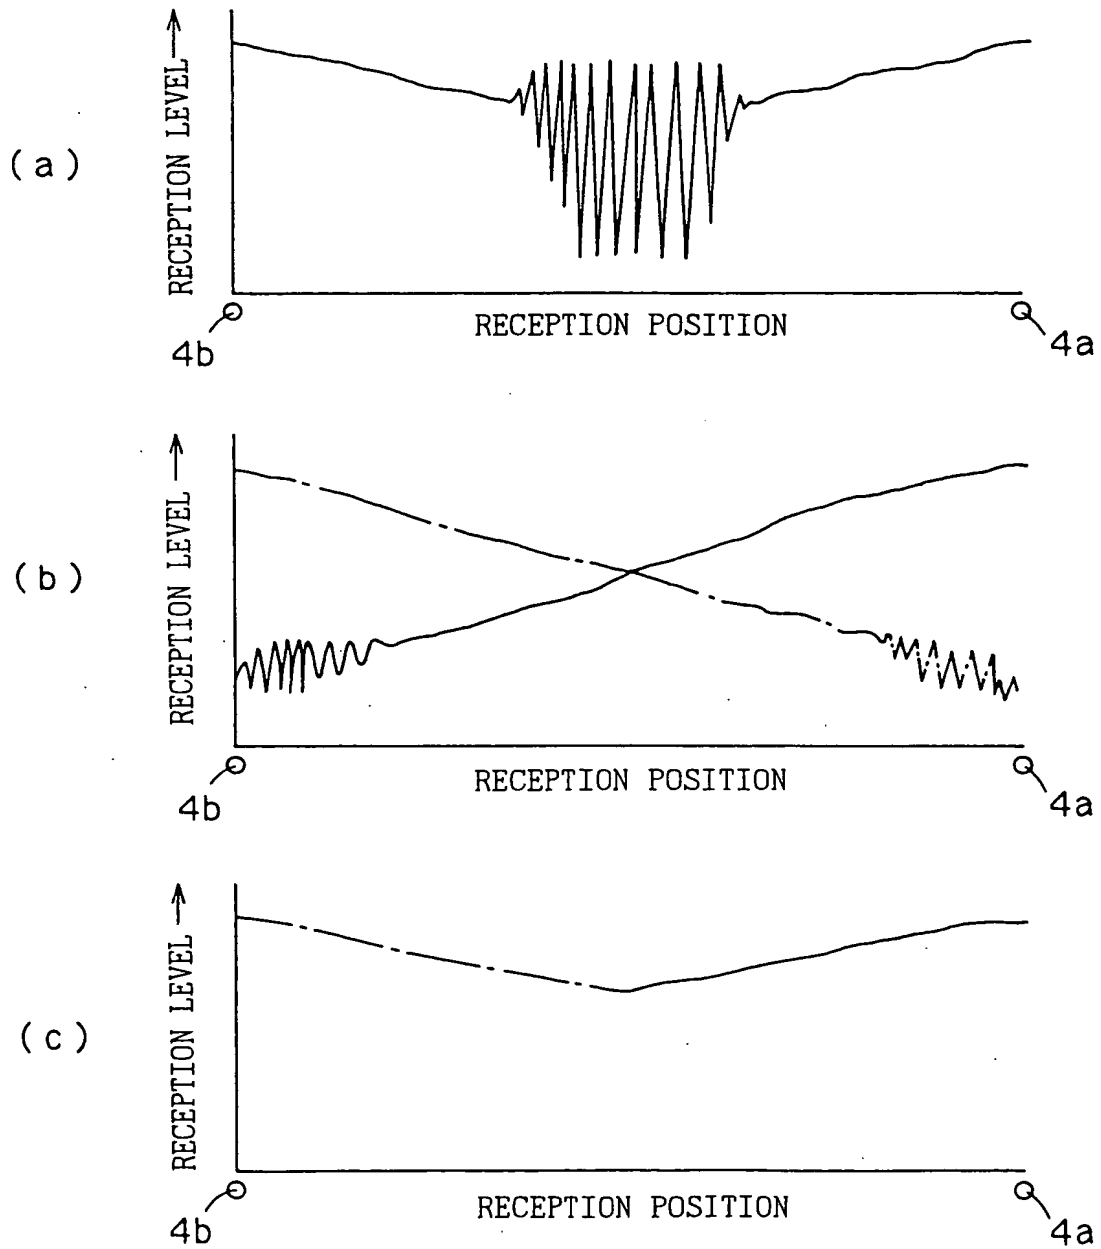 (a)
RECEPTION LEVEL
RECEPTION POSITION
4b
4a
(b)
RECEPTION LEVEL
RECEPTION POSITION
4b
4a
(c)
RECEPTION LEVEL
RECEPTION POSITION
4b
4a